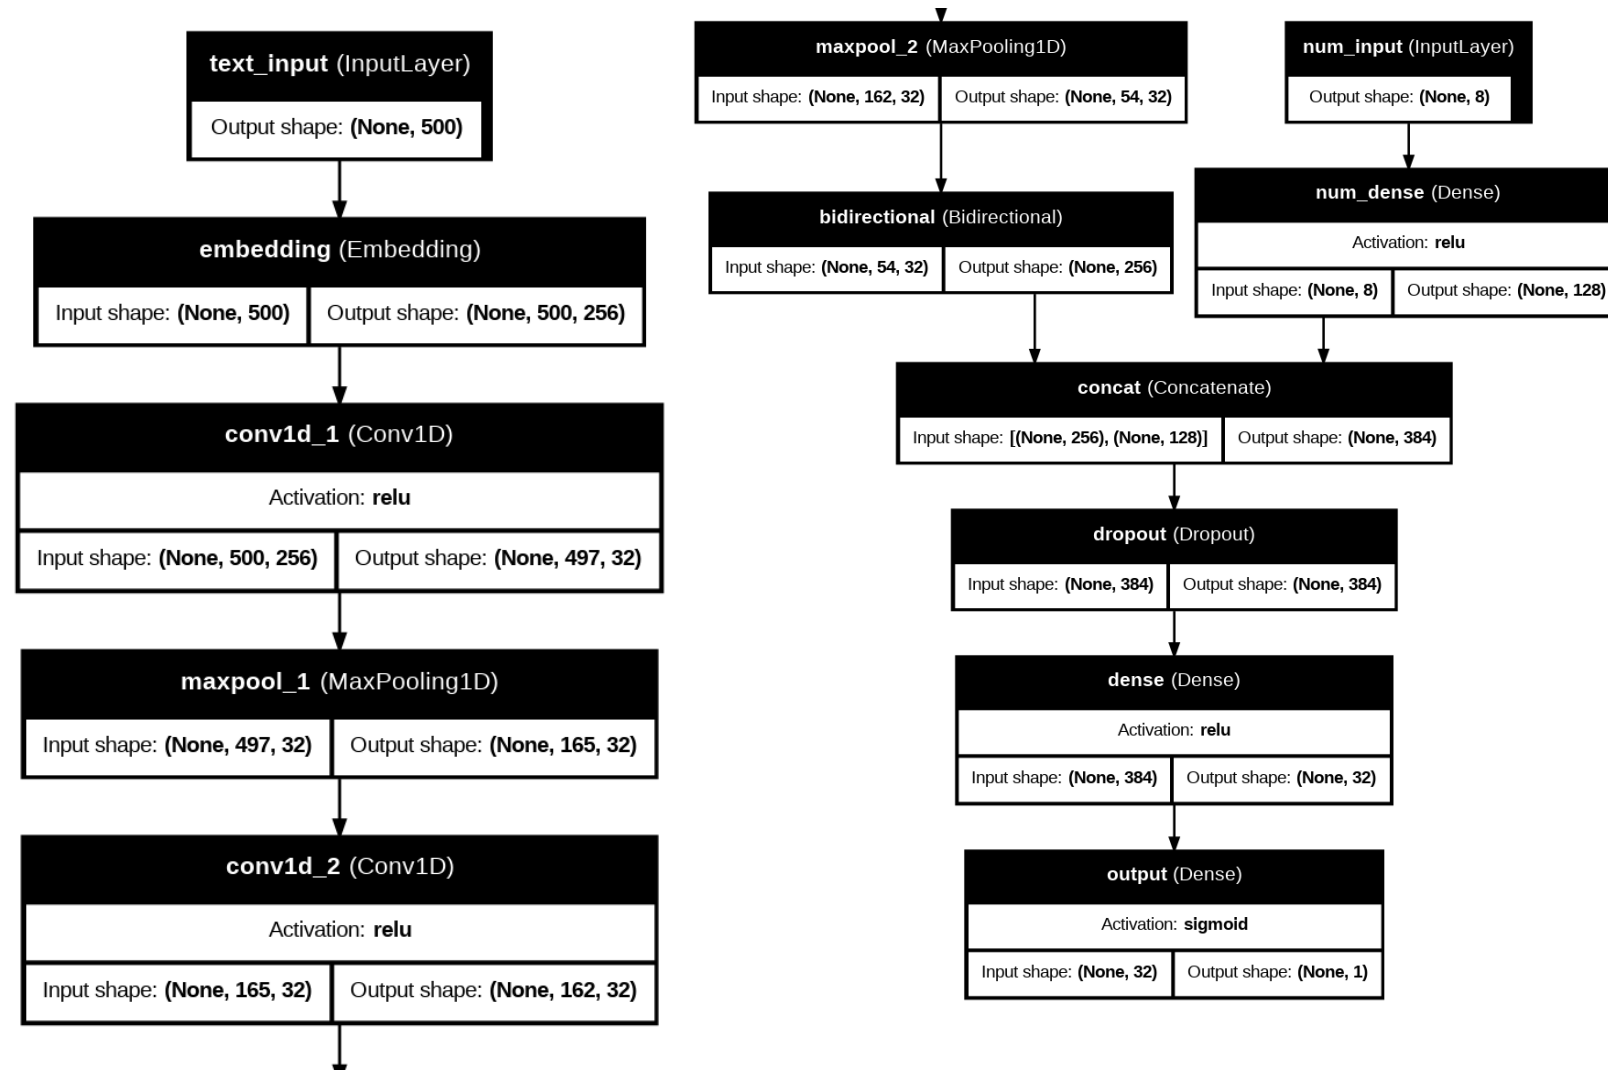 text_input (InputLayer)
Output shape: (None, 500)
embedding (Embedding)
Input shape: (None, 500) Output shape: (None, 500, 256)
conv1d_1 (Conv1D)
Activation: relu
Input shape: (None, 500, 256) Output shape: (None, 497, 32)
maxpool_1 (MaxPooling1D)
Input shape: (None, 497, 32) Output shape: (None, 165, 32)
conv1d_2 (Conv1D)
Activation: relu
Input shape: (None, 165, 32) Output shape: (None, 162, 32)
maxpool_2 (MaxPooling1D)
Input shape: (None, 162, 32) Output shape: (None, 54, 32)
bidirectional (Bidirectional)
Input shape: (None, 54, 32) Output shape: (None, 256)
num_input (InputLayer)
Output shape: (None, 8)
num_dense (Dense)
Activation: relu
Input shape: (None, 8) Output shape: (None, 128)
concat (Concatenate)
Input shape: [(None, 256), (None, 128)] Output shape: (None, 384)
dropout (Dropout)
Input shape: (None, 384) Output shape: (None, 384)
dense (Dense)
Activation: relu
Input shape: (None, 384) Output shape: (None, 32)
output (Dense)
Activation: sigmoid
Input shape: (None, 32) Output shape: (None, 1)